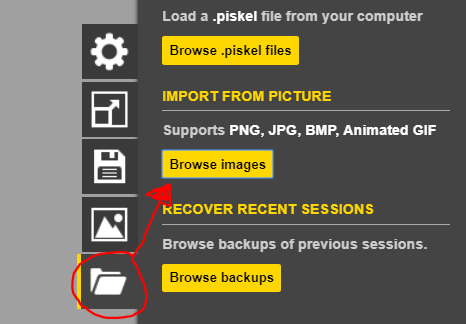 Load a .piskel file from your computer
Browse .piskel files
IMPORT FROM PICTURE
Supports PNG, JPG, BMP, Animated GIF
Browse images
RECOVER RECENT SESSIONS
Browse backups of previous sessions.
Browse backups